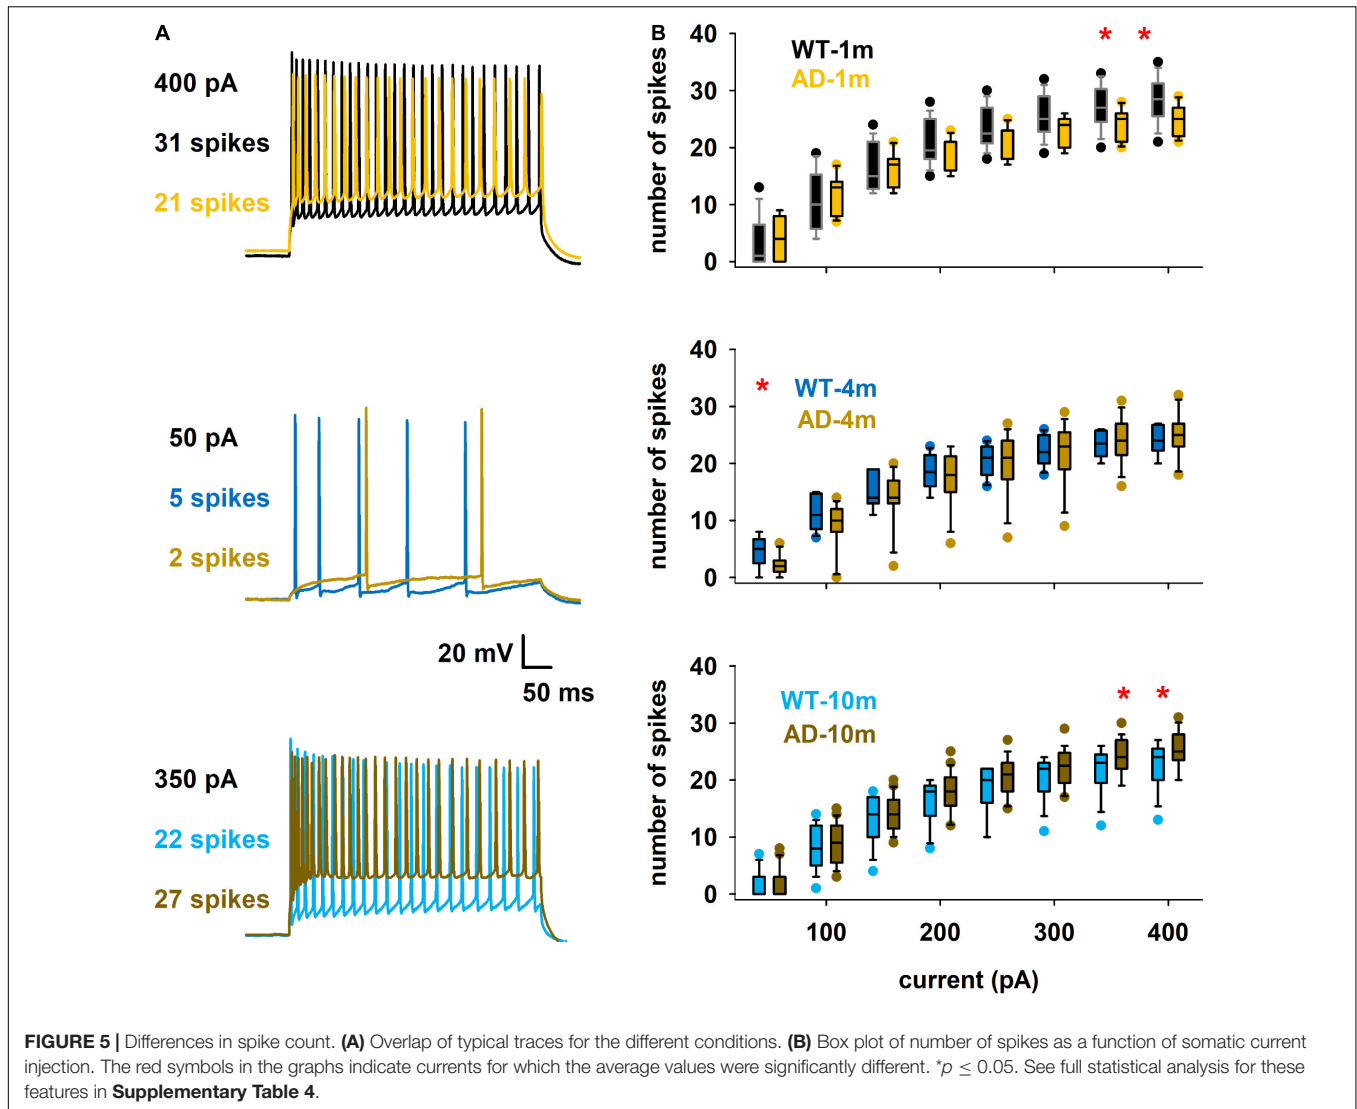 A
400 pA
31 spikes
21 spikes
50 pA
5 spikes
2 spikes
20 mV
50 ms
350 pA
22 spikes
27 spikes
B
number of spikes
40
30
20
10
0
WT-1m
AD-1m
* *
number of spikes
40
30
20
10
0
*
WT-4m
AD-4m
number of spikes
40
30
20
10
0
WT-10m
AD-10m
* *
100 200 300 400
current (pA)
FIGURE 5 | Differences in spike count. (A) Overlap of typical traces for the different conditions. (B) Box plot of number of spikes as a function of somatic current
injection. The red symbols in the graphs indicate currents for which the average values were significantly different. *p ≤ 0.05. See full statistical analysis for these
features in Supplementary Table 4.